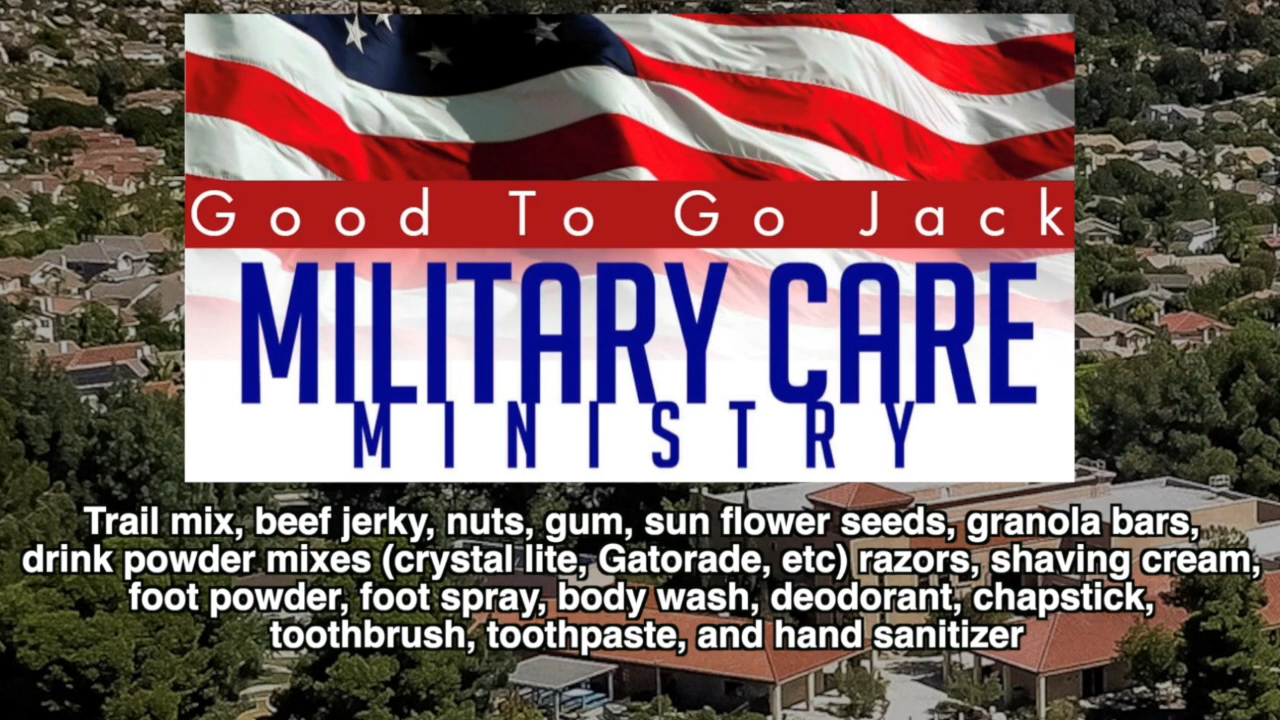 Good To Go Jack
MILITARY CARE
MINISTRY
Trail mix, beef jerky, nuts, gum, sun flower seeds, granola bars,
drink powder mixes (crystal lite, Gatorade, etc) razors, shaving cream,
foot powder, foot spray, body wash, deodorant, chapstick,
toothbrush, toothpaste, and hand sanitizer